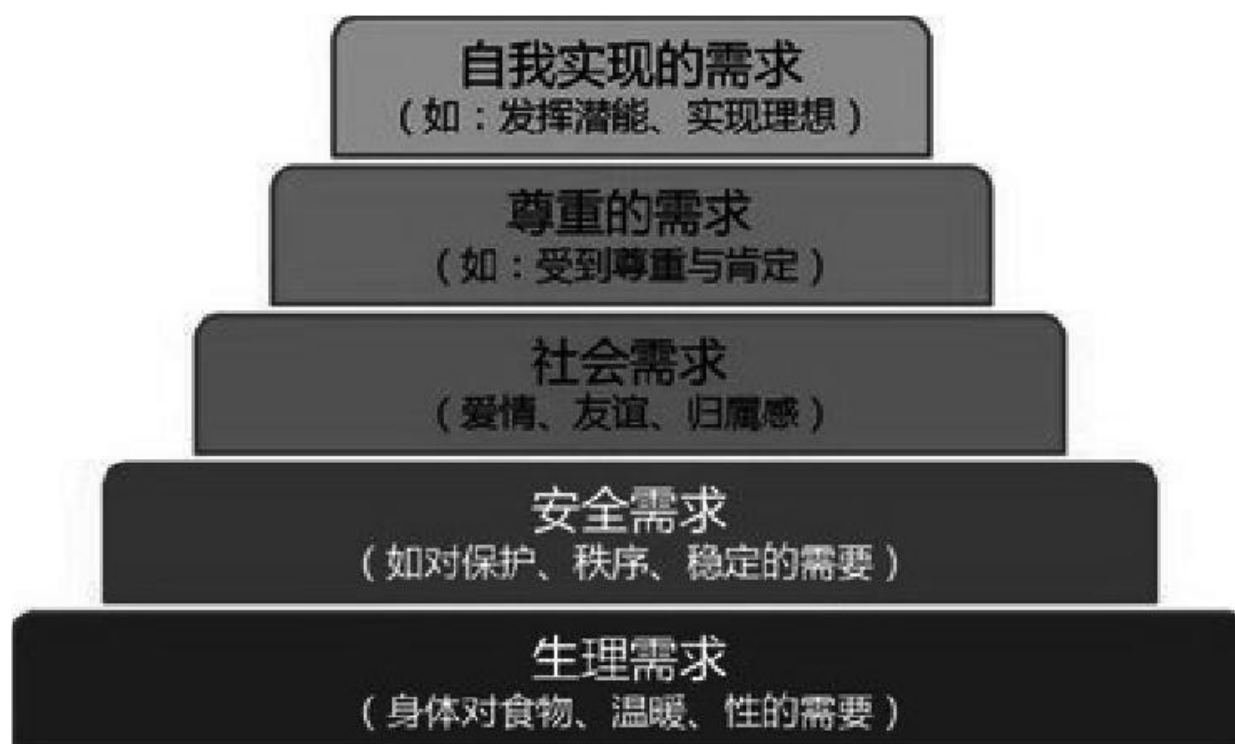 自我实现的需求
（如：发挥潜能、实现理想）
尊重的需求
（如：受到尊重与肯定）
社会需求
（爱情、友谊、归属感）
安全需求
（如对保护、秩序、稳定的需要）
生理需求
（身体对食物、温暖、性的需要）